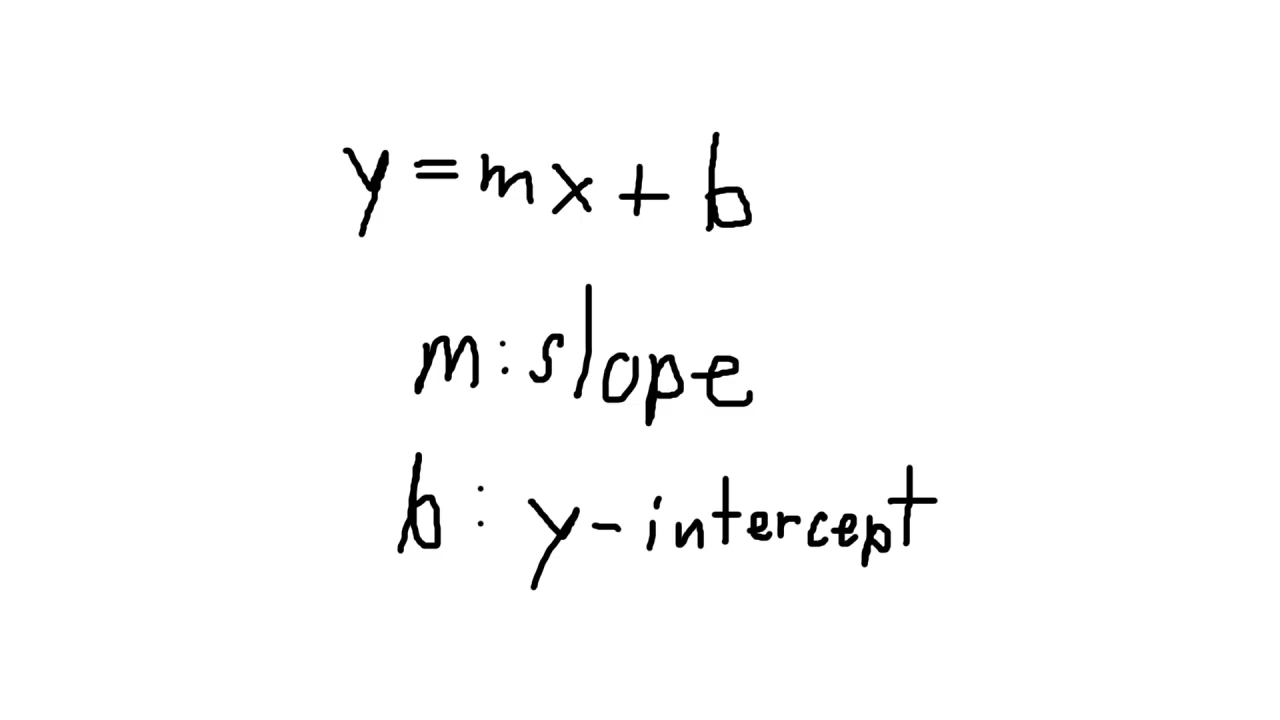 y = mx + b
m : slope
b : y - intercept